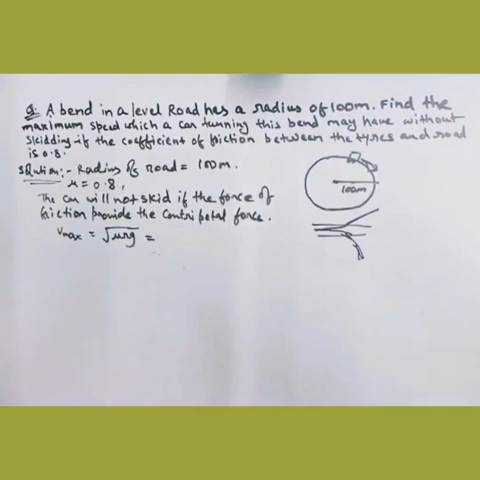 Q:- A bend in a level Road has a radius of 100m. Find the
maximum speed which a car turning this bend may have without
skidding if the coefficient of friction between the tyres and road
is 0.8.
Solution:- Radius of road = 100m.
μ = 0.8,
The car will not skid if the force of
friction provide the centripetal force.
Vmax = √μrg =
100m